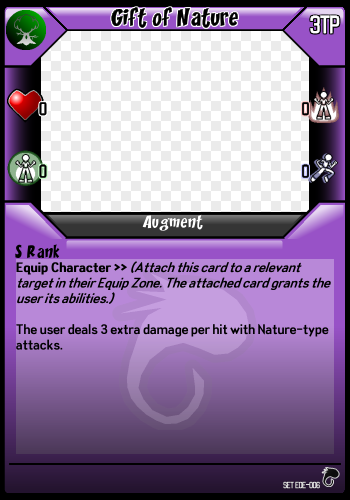 Gift of Nature
3TP
0
0
0
0
Augment
S Rank
Equip Character >> (Attach this card to a relevant
target in their Equip Zone. The attached card grants the
user its abilities.)
The user deals 3 extra damage per hit with Nature-type
attacks.
SET EDE-006